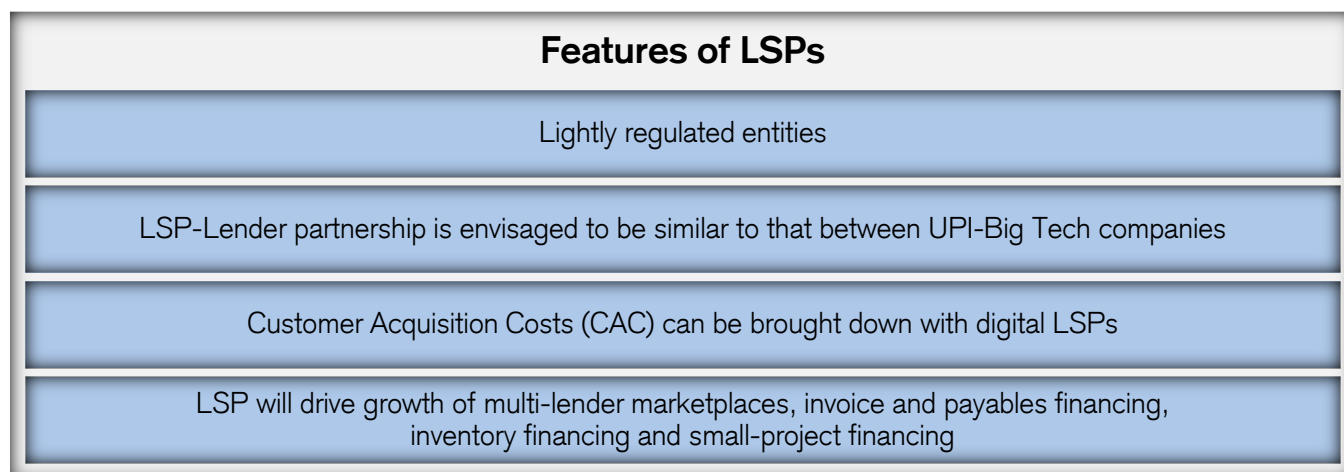 Features of LSPs
Lightly regulated entities
LSP-Lender partnership is envisaged to be similar to that between UPI-Big Tech companies
Customer Acquisition Costs (CAC) can be brought down with digital LSPs
LSP will drive growth of multi-lender marketplaces, invoice and payables financing,
inventory financing and small-project financing